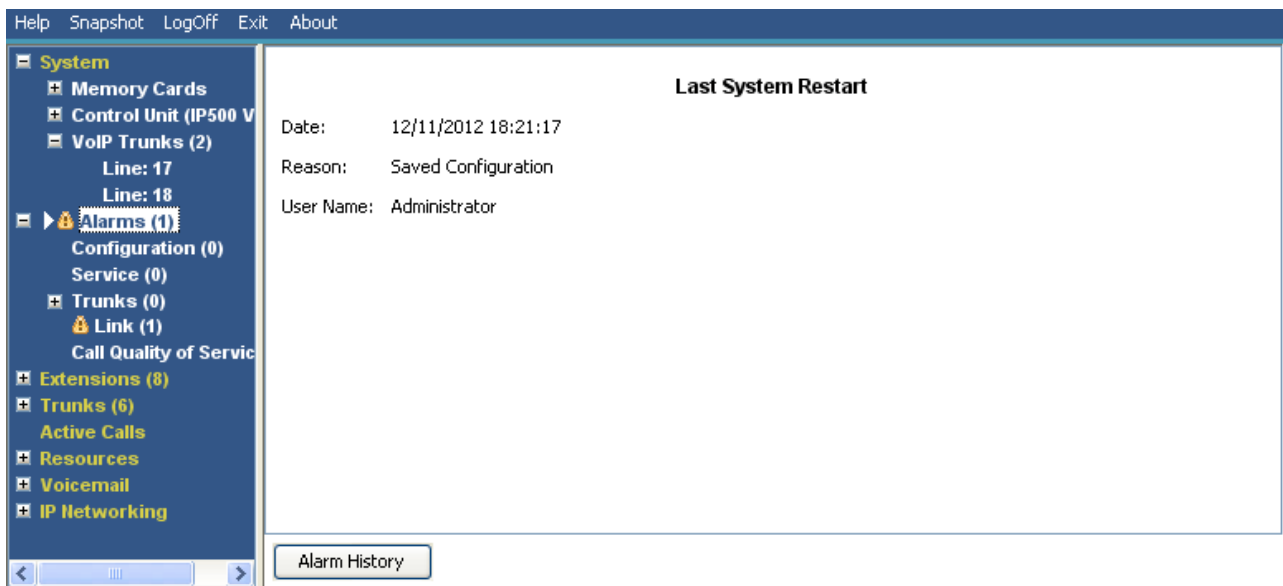 Help Snapshot LogOff Exit About
System
Memory Cards
Control Unit (IP500 V
VoIP Trunks (2)
Line: 17
Line: 18
Alarms (1)
Configuration (0)
Service (0)
Trunks (0)
Link (1)
Call Quality of Servic
Extensions (8)
Trunks (6)
Active Calls
Resources
Voicemail
IP Networking
Last System Restart
Date: 12/11/2012 18:21:17
Reason: Saved Configuration
User Name: Administrator
Alarm History